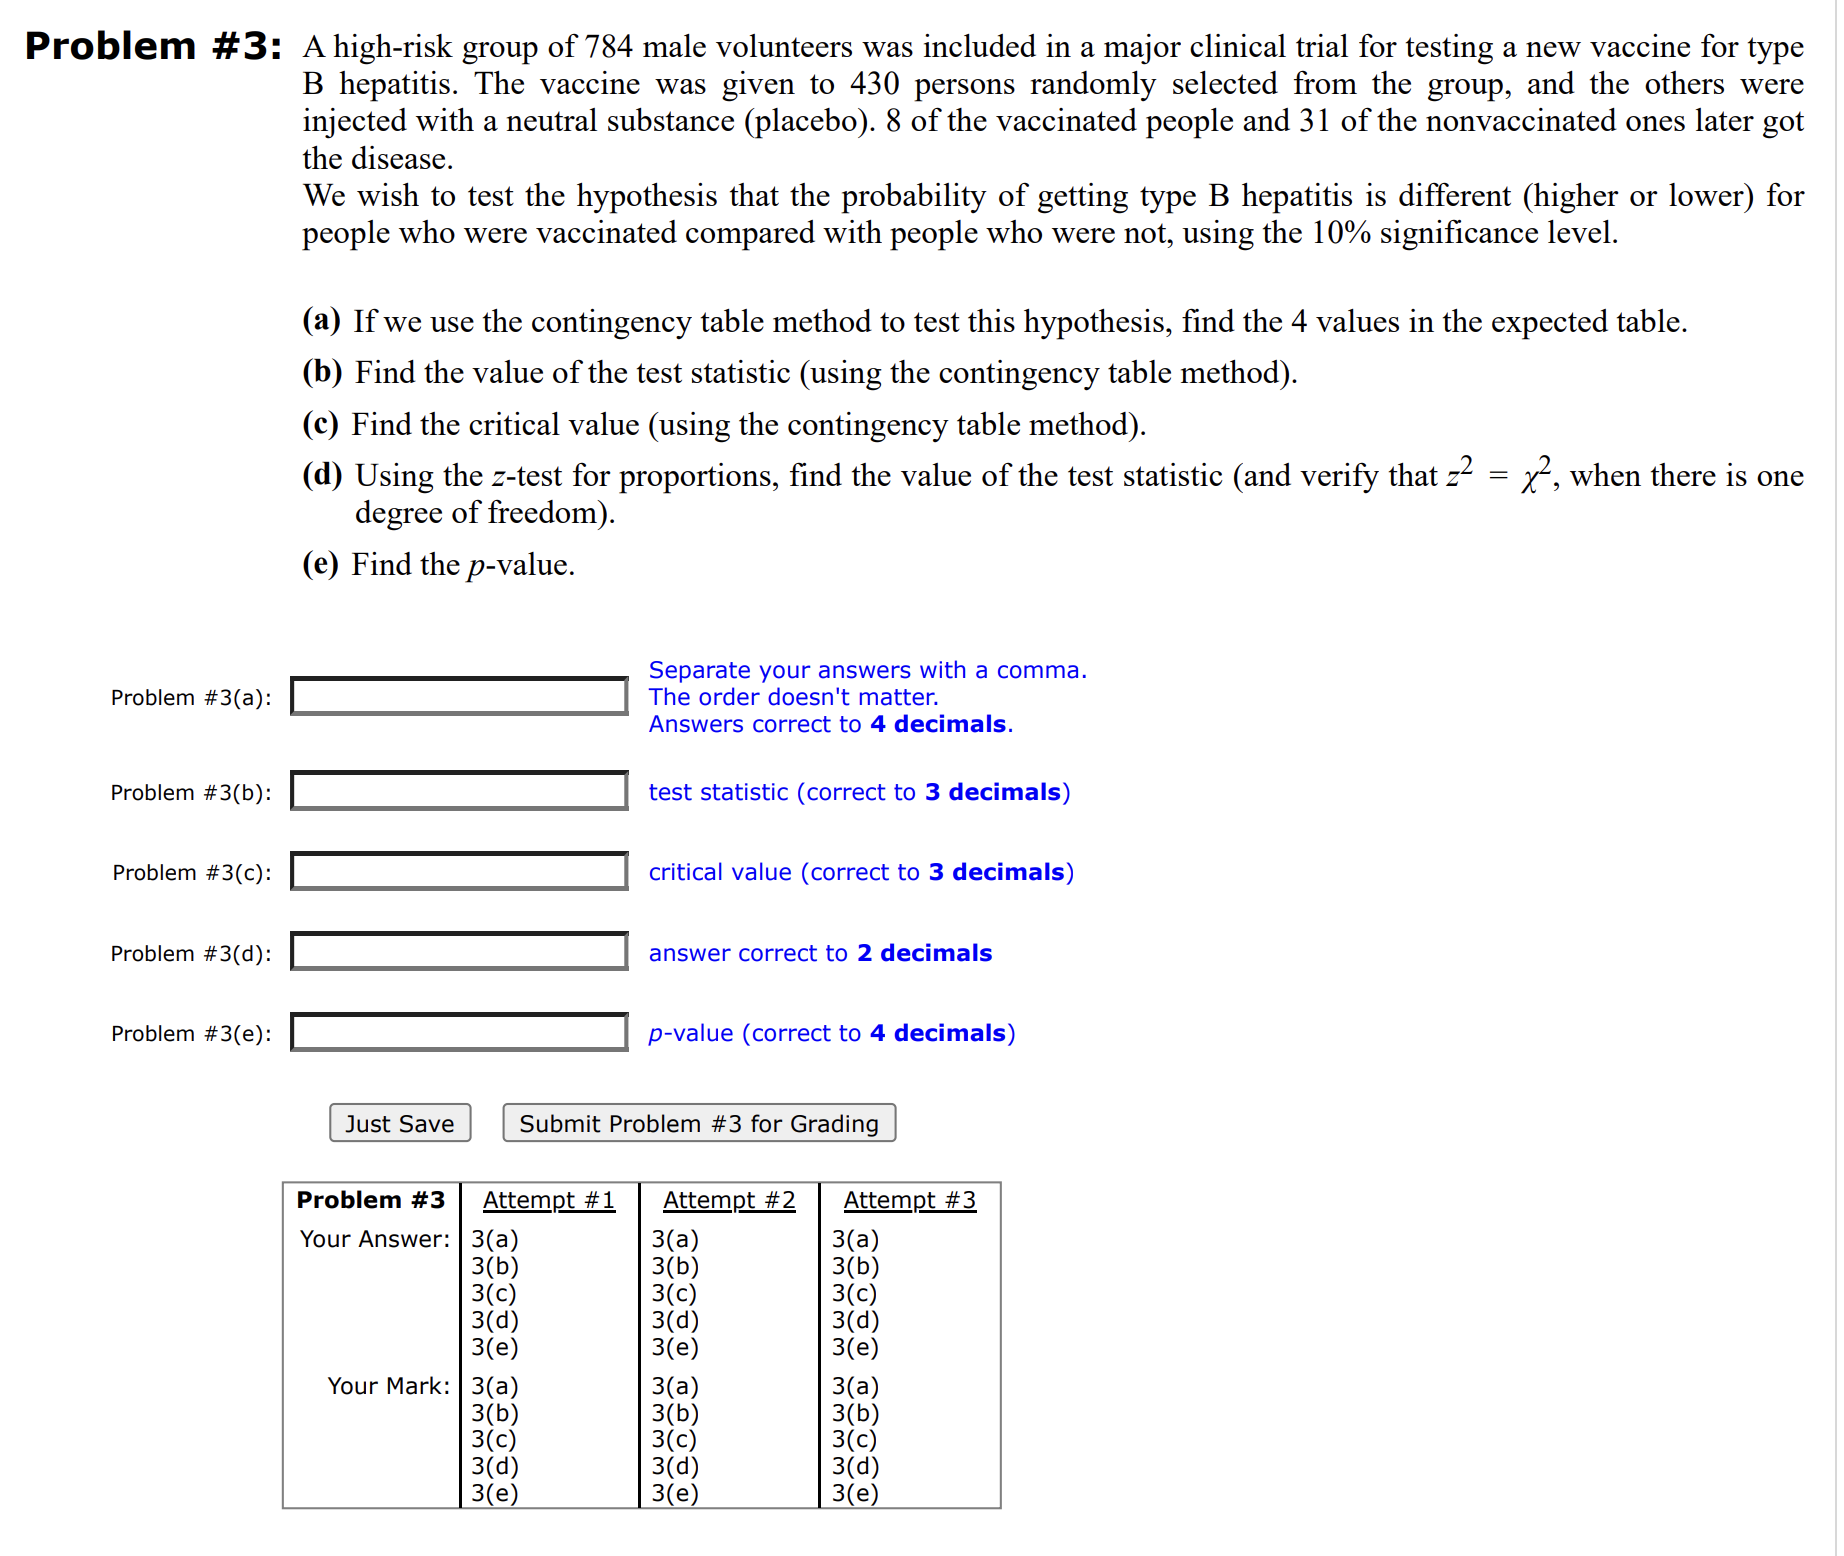 Problem #3: A high-risk group of 784 male volunteers was included in a major clinical trial for testing a new vaccine for type
B hepatitis. The vaccine was given to 430 persons randomly selected from the group, and the others were
injected with a neutral substance (placebo). 8 of the vaccinated people and 31 of the nonvaccinated ones later got
the disease.
We wish to test the hypothesis that the probability of getting type B hepatitis is different (higher or lower) for
people who were vaccinated compared with people who were not, using the 10% significance level.
(a) If we use the contingency table method to test this hypothesis, find the 4 values in the expected table.
(b) Find the value of the test statistic (using the contingency table method).
(c) Find the critical value (using the contingency table method).
(d) Using the z-test for proportions, find the value of the test statistic (and verify that z² = χ², when there is one
degree of freedom).
(e) Find the p-value.
Separate your answers with a comma.
Problem #3(a): The order doesn't matter.
Answers correct to 4 decimals.
Problem #3(b): test statistic (correct to 3 decimals)
Problem #3(c): critical value (correct to 3 decimals)
Problem #3(d): answer correct to 2 decimals
Problem #3(e): p-value (correct to 4 decimals)
Just Save Submit Problem #3 for Grading
Problem #3 Attempt #1 Attempt #2 Attempt #3
Your Answer: 3(a) 3(a) 3(a)
3(b) 3(b) 3(b)
3(c) 3(c) 3(c)
3(d) 3(d) 3(d)
3(e) 3(e) 3(e)
Your Mark: 3(a) 3(a) 3(a)
3(b) 3(b) 3(b)
3(c) 3(c) 3(c)
3(d) 3(d) 3(d)
3(e) 3(e) 3(e)